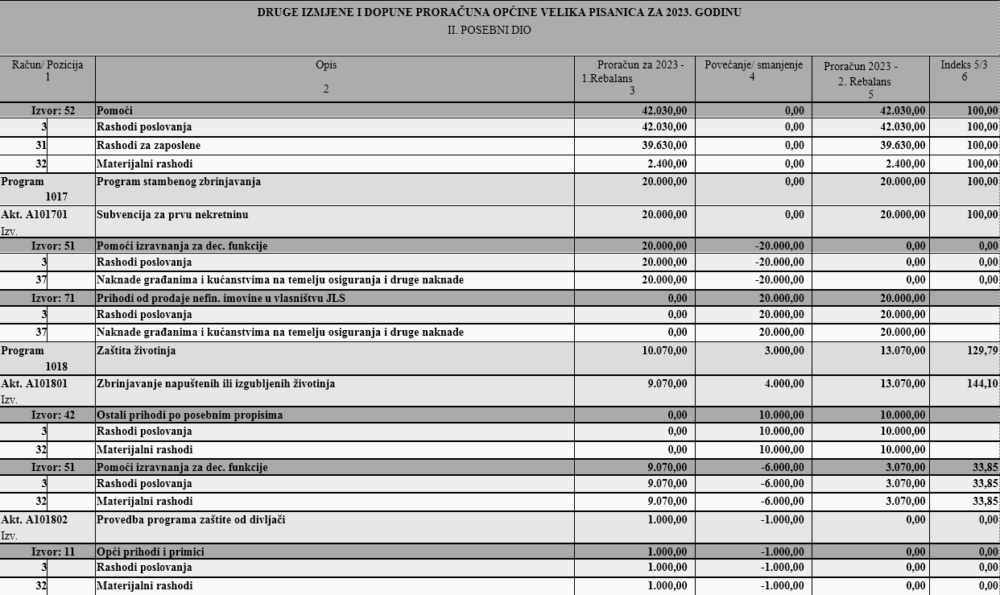 DRUGE IZMJENE I DOPUNE PRORAČUNA OPĆINE VELIKA PISANICA ZA 2023. GODINU
II. POSEBNI DIO
Račun/ Pozicija Opis Proračun za 2023 - Povećanje/ smanjenje Proračun 2023 - Indeks 5/3
1 2 1.Rebalans 4 2. Rebalans 6
3 5
Izvor: 52 Pomoći 42.030,00 0,00 42.030,00 100,00
3 Rashodi poslovanja 42.030,00 0,00 42.030,00 100,00
31 Rashodi za zaposlene 39.630,00 0,00 39.630,00 100,00
32 Materijalni rashodi 2.400,00 0,00 2.400,00 100,00
Program Program stambenog zbrinjavanja 20.000,00 0,00 20.000,00 100,00
1017
Akt. A101701 Subvencija za prvu nekretninu 20.000,00 0,00 20.000,00 100,00
Izv.
Izvor: 51 Pomoći izravnanja za dec. funkcije 20.000,00 -20.000,00 0,00 0,00
3 Rashodi poslovanja 20.000,00 -20.000,00 0,00 0,00
37 Naknade građanima i kućanstvima na temelju osiguranja i druge naknade 20.000,00 -20.000,00 0,00 0,00
Izvor: 71 Prihodi od prodaje nefin. imovine u vlasništvu JLS 0,00 20.000,00 20.000,00
3 Rashodi poslovanja 0,00 20.000,00 20.000,00
37 Naknade građanima i kućanstvima na temelju osiguranja i druge naknade 0,00 20.000,00 20.000,00
Program Zaštita životinja 10.070,00 3.000,00 13.070,00 129,79
1018
Akt. A101801 Zbrinjavanje napuštenih ili izgubljenih životinja 9.070,00 4.000,00 13.070,00 144,10
Izv.
Izvor: 42 Ostali prihodi po posebnim propisima 0,00 10.000,00 10.000,00
3 Rashodi poslovanja 0,00 10.000,00 10.000,00
32 Materijalni rashodi 0,00 10.000,00 10.000,00
Izvor: 51 Pomoći izravnanja za dec. funkcije 9.070,00 -6.000,00 3.070,00 33,85
3 Rashodi poslovanja 9.070,00 -6.000,00 3.070,00 33,85
32 Materijalni rashodi 9.070,00 -6.000,00 3.070,00 33,85
Akt. A101802 Provedba programa zaštite od divljači 1.000,00 -1.000,00 0,00 0,00
Izv.
Izvor: 11 Opći prihodi i primici 1.000,00 -1.000,00 0,00 0,00
3 Rashodi poslovanja 1.000,00 -1.000,00 0,00 0,00
32 Materijalni rashodi 1.000,00 -1.000,00 0,00 0,00